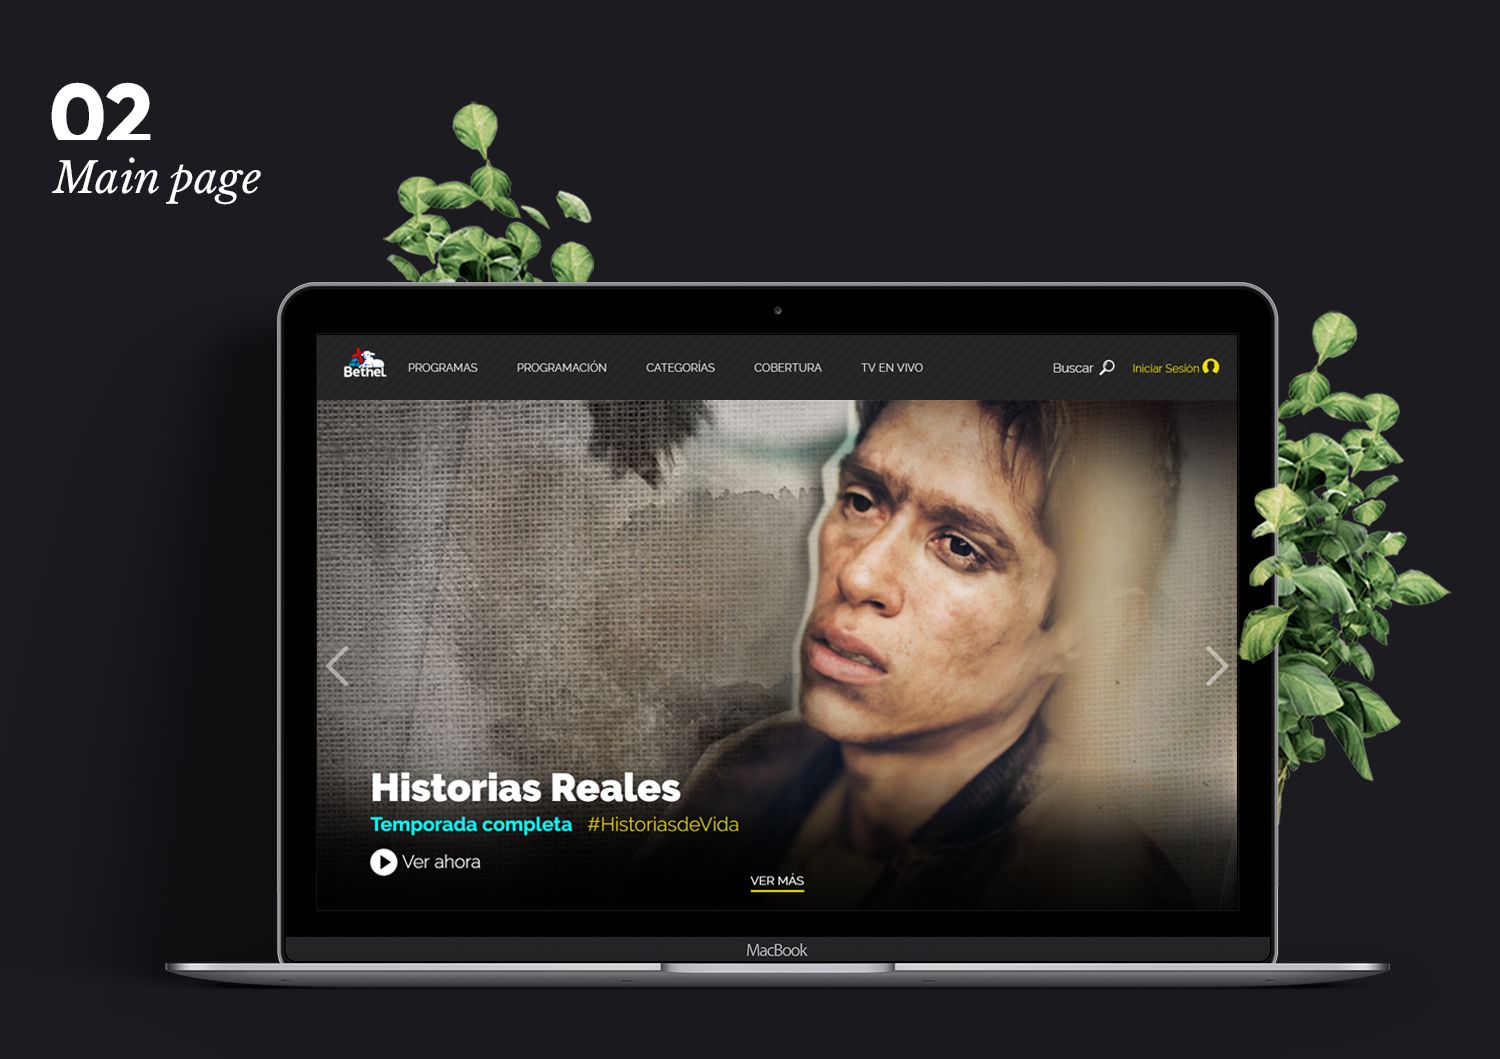 02
Main page
BetheL
PROGRAMAS
PROGRAMACIÓN
CATEGORÍAS
COBERTURA
TV EN VIVO
Buscar
Iniciar Sesión
Historias Reales
Temporada completa #HistoriasdeVida
Ver ahora
VER MÁS
MacBook